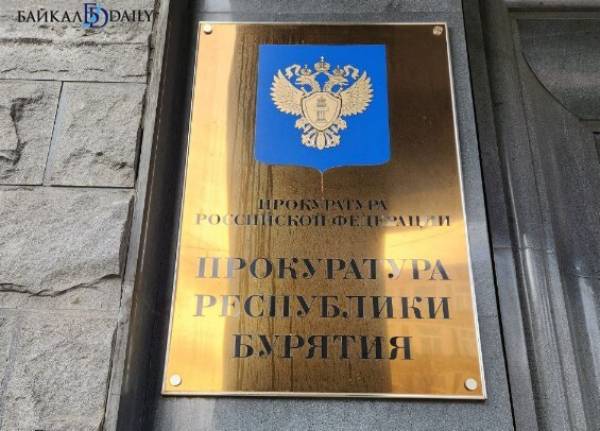 БАЙКАЛ DAILY
ПРОКУРАТУРА
РОССИЙСКОЙ ФЕДЕРАЦИИ
ПРОКУРАТУРА
РЕСПУБЛИКИ
БУРЯТИЯ